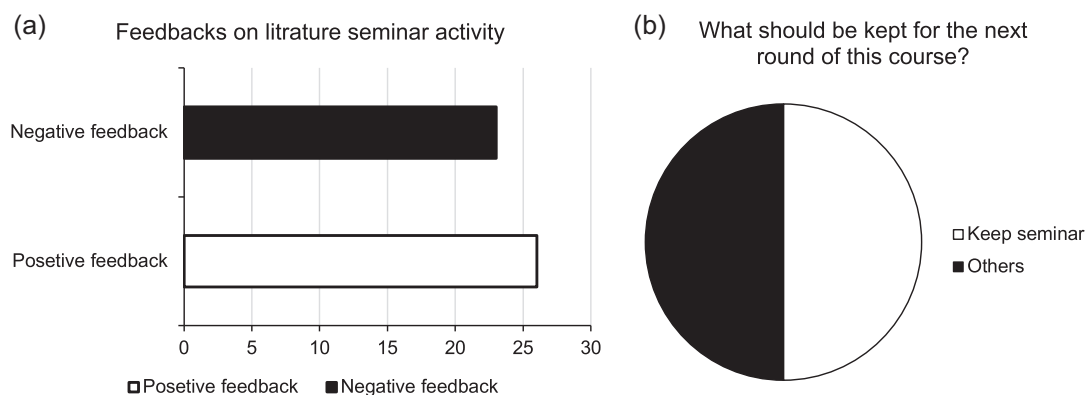 (a)
Feedbacks on litrature seminar activity
Negative feedback
Posetive feedback
0 5 10 15 20 25 30
Posetive feedback Negative feedback
(b)
What should be kept for the next
round of this course?
Keep seminar
Others